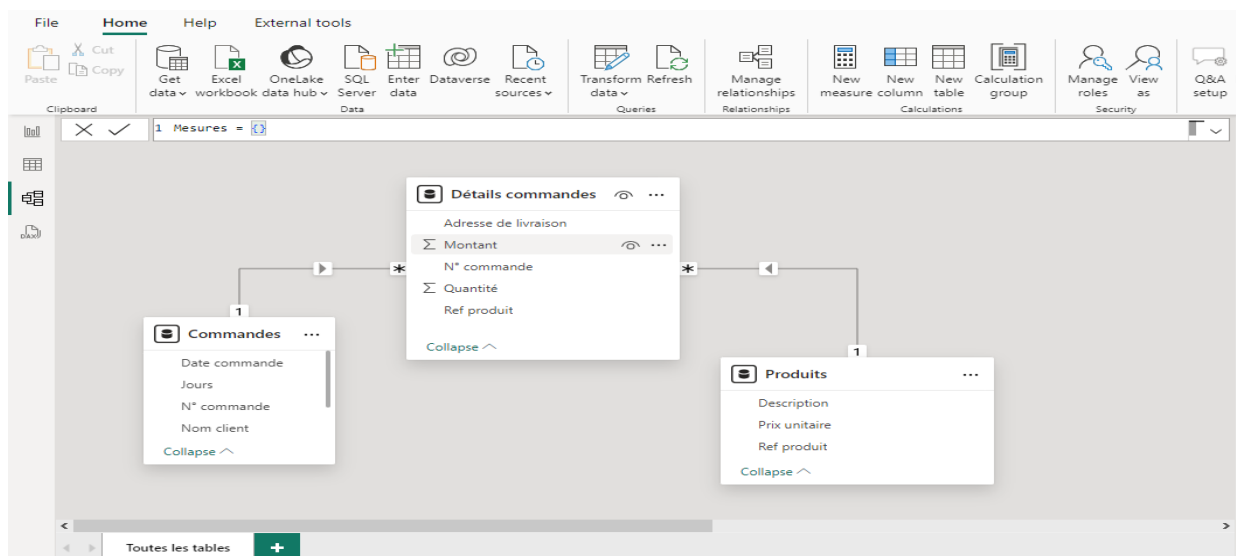 File Home Help External tools
Paste
Cut
Copy
Get data
Excel workbook
OneLake data hub
SQL Server
Enter data
Dataverse
Recent sources
Transform data
Refresh
Manage relationships
New measure
New column
New table
Calculation group
Manage roles
View as
Q&A setup
Clipboard Data Queries Relationships Calculations Security
1 Mesures = {}
DAX
Détails commandes
Adresse de livraison
Σ Montant
N° commande
Σ Quantité
Ref produit
Collapse
*
*
1
1
Commandes
Date commande
Jours
N° commande
Nom client
Collapse
Produits
Description
Prix unitaire
Ref produit
Collapse
Toutes les tables +